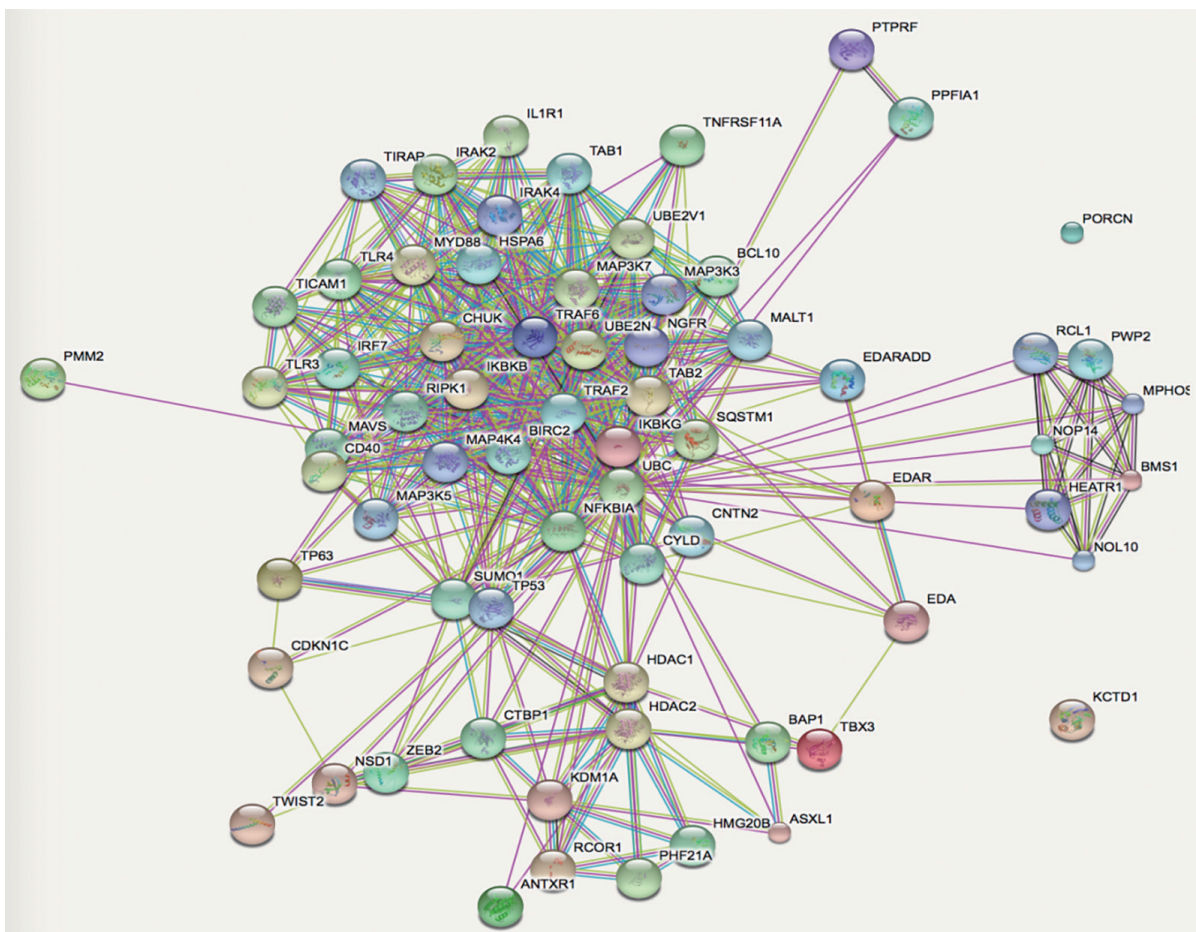 PTPRF
PPFIA1
IL1R1
TNFRSF11A
TIRAP
IRAK2
TAB1
IRAK4
UBE2V1
PORCN
MYD88
HSPA6
BCL10
TLR4
MAP3K7
MAP3K3
TICAM1
TRAF6
CHUK
UBE2N
NGFR
MALT1
RCL1
PWP2
IRF7
PMM2
TLR3
IKBKB
TAB2
EDARADD
RIPK1
TRAF2
MPHOS
SQSTM1
MAVS
BIRC2
IKBKG
NOP14
CD40
MAP4K4
UBC
BMS1
EDAR
HEATR1
MAP3K5
NFKBIA
CNTN2
CYLD
NOL10
TP63
SUMO1
TP53
EDA
CDKN1C
HDAC1
KCTD1
CTBP1
HDAC2
BAP1
TBX3
NSD1
ZEB2
KDM1A
TWIST2
HMG20B
ASXL1
RCOR1
PHF21A
ANTXR1